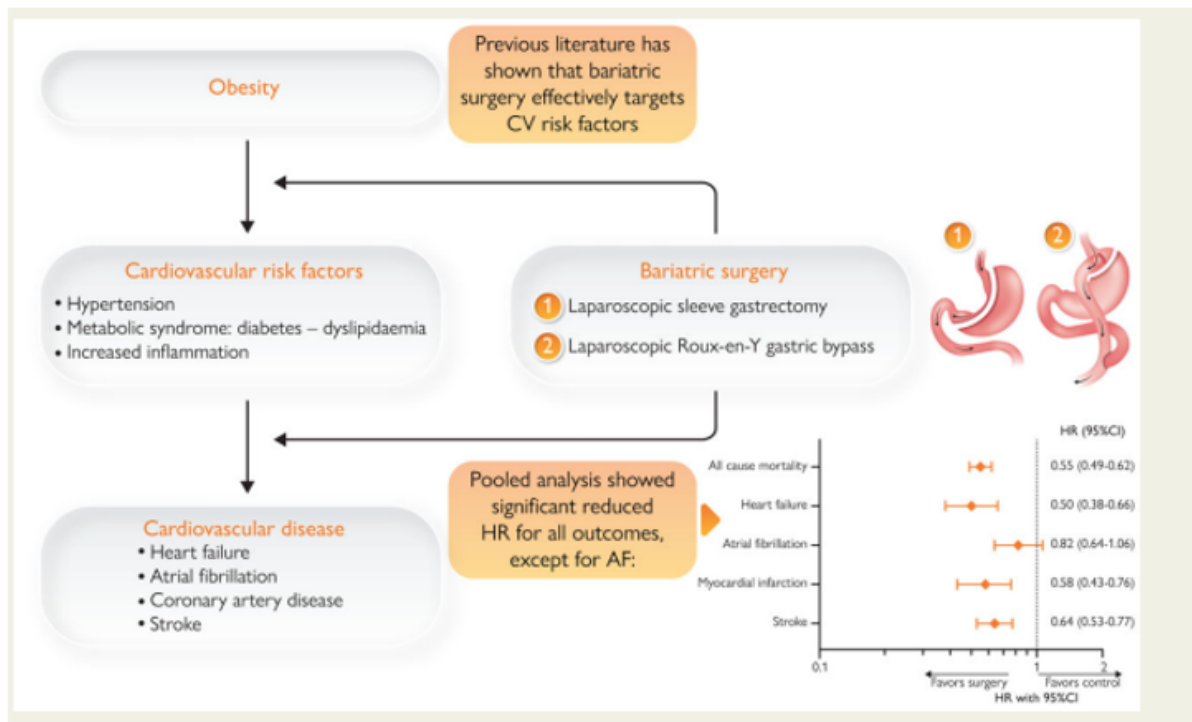 Obesity
Previous literature has
shown that bariatric
surgery effectively targets
CV risk factors
Cardiovascular risk factors
• Hypertension
• Metabolic syndrome: diabetes – dyslipidaemia
• Increased inflammation
Bariatric surgery
1 Laparoscopic sleeve gastrectomy
2 Laparoscopic Roux-en-Y gastric bypass
1
2
Cardiovascular disease
• Heart failure
• Atrial fibrillation
• Coronary artery disease
• Stroke
Pooled analysis showed
significant reduced
HR for all outcomes,
except for AF:
HR (95%CI)
All cause mortality 0.55 (0.49-0.62)
Heart failure 0.50 (0.38-0.66)
Atrial fibrillation 0.82 (0.64-1.06)
Myocardial infarction 0.58 (0.43-0.76)
Stroke 0.64 (0.53-0.77)
0.1 1 2
Favors surgery Favors control
HR with 95%CI